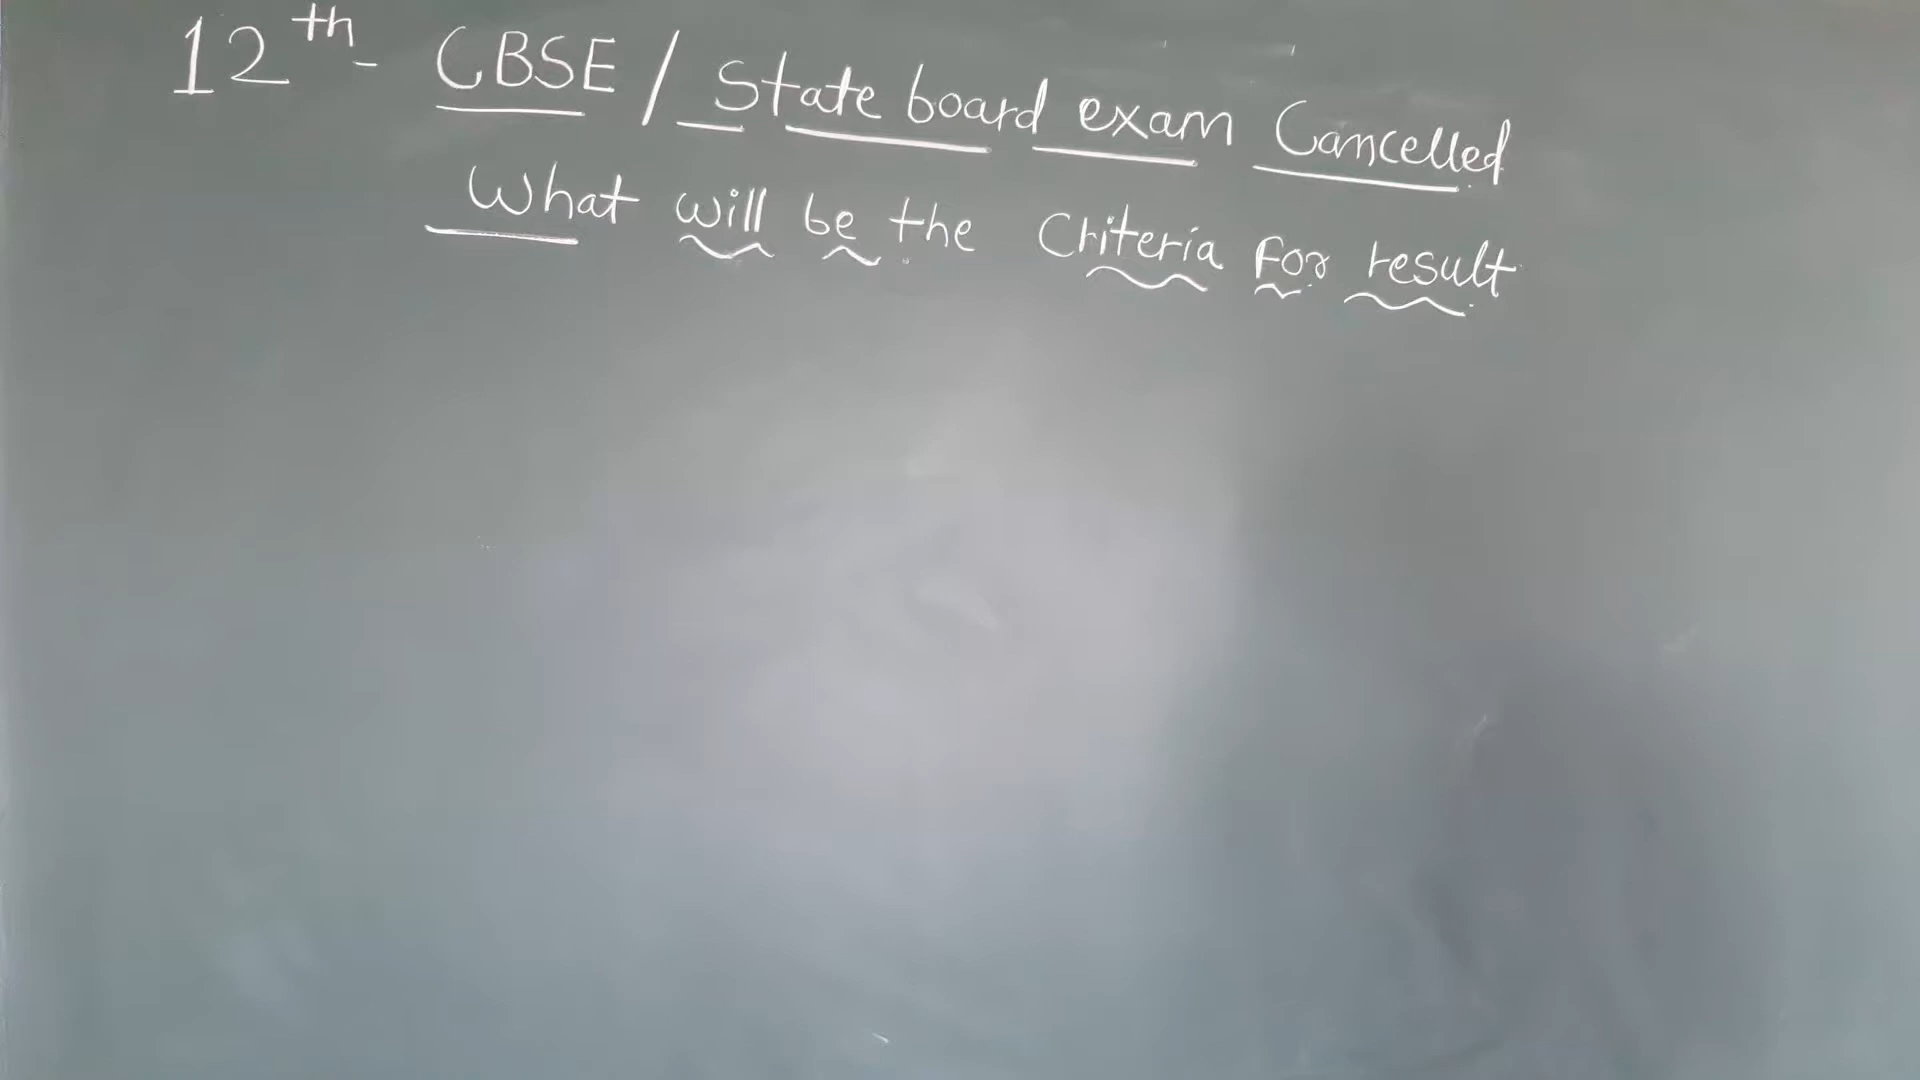 12th - CBSE / State board exam Cancelled
What will be the Criteria for result